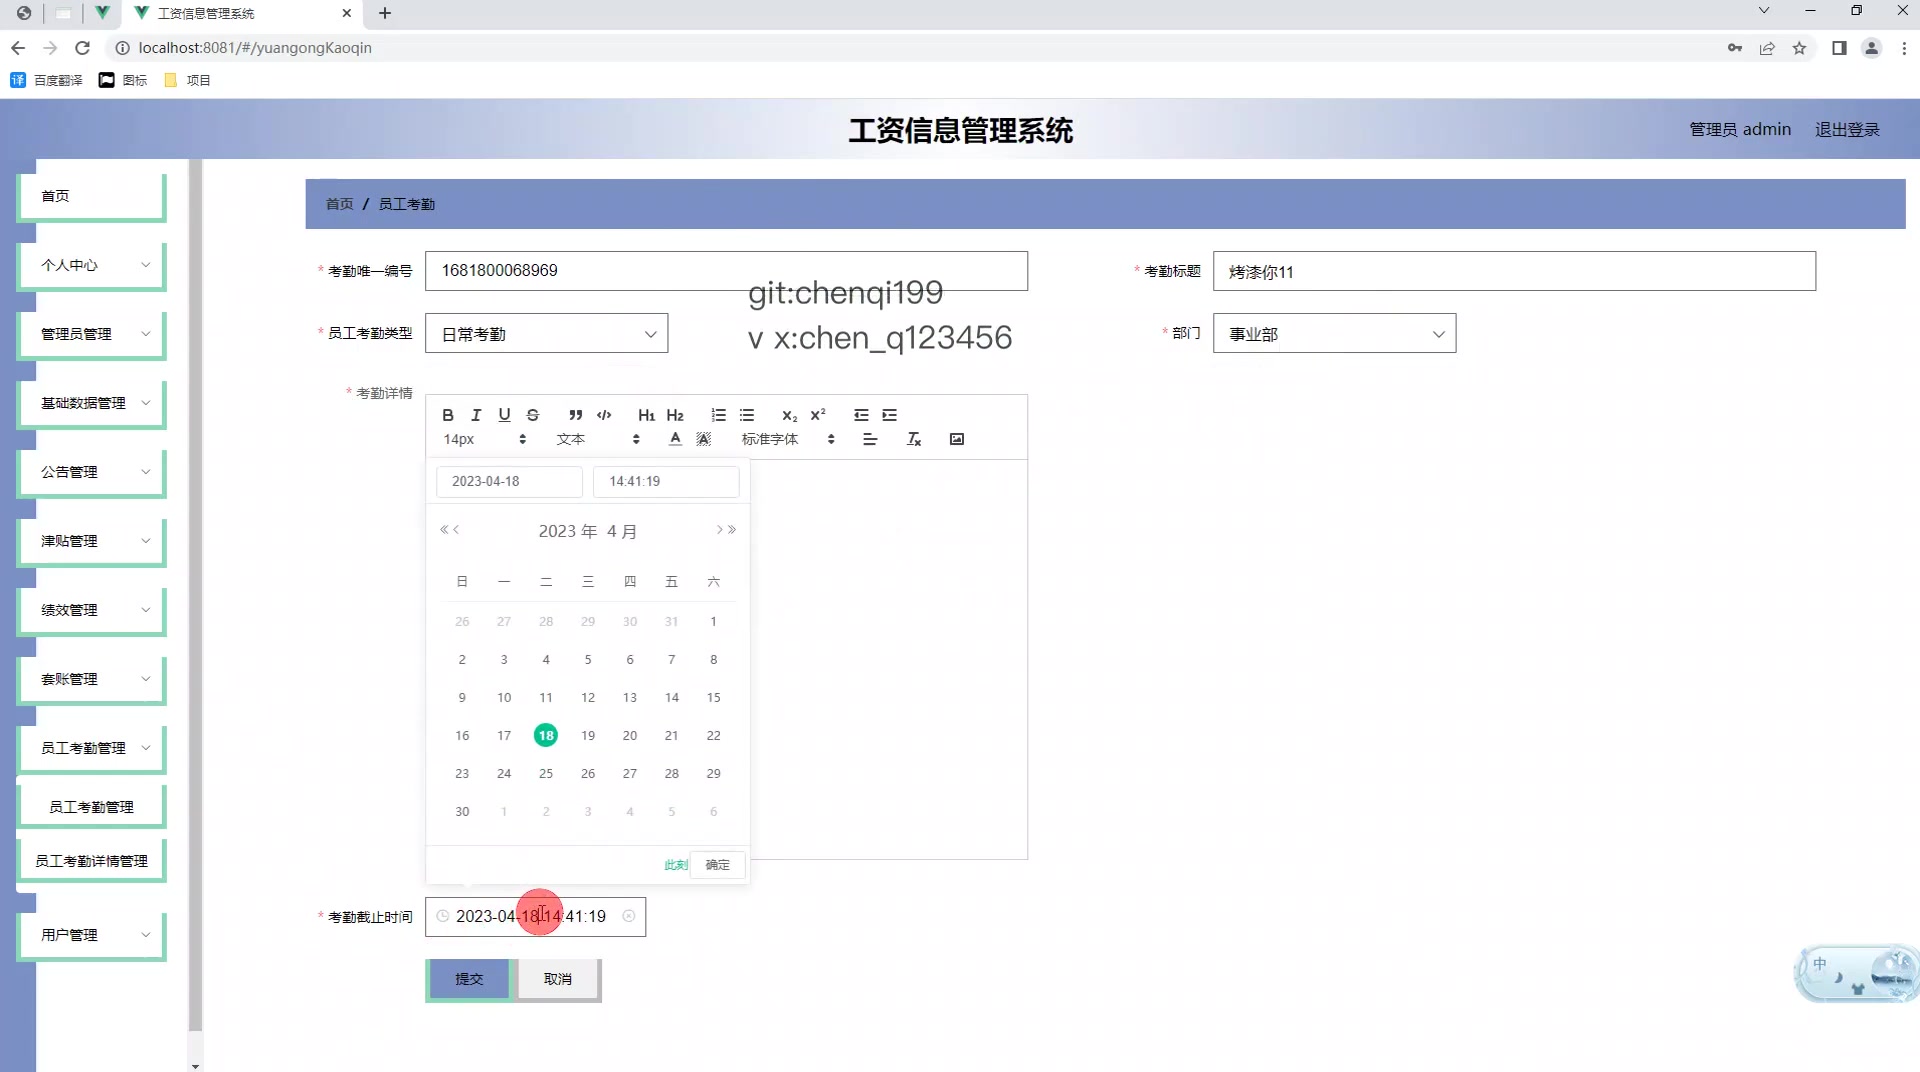 工资信息管理系统
localhost:8081/#/yuangongKaoqin
百度翻译 图标 项目
工资信息管理系统
管理员 admin 退出登录
首页
个人中心
管理员管理
基础数据管理
公告管理
津贴管理
绩效管理
套账管理
员工考勤管理
员工考勤管理
员工考勤详情管理
用户管理
首页 / 员工考勤
* 考勤唯一编号 1681800068969
* 考勤标题 烤漆你11
git:chenqi199
v x:chen_q123456
* 员工考勤类型 日常考勤
* 部门 事业部
* 考勤详情
B I U S H1 H2 X2 X2
14px 文本 A A 标准字体 Tx
2023-04-18 14:41:19
2023 年 4 月
日 一 二 三 四 五 六
26 27 28 29 30 31 1
2 3 4 5 6 7 8
9 10 11 12 13 14 15
16 17 18 19 20 21 22
23 24 25 26 27 28 29
30 1 2 3 4 5 6
此刻 确定
* 考勤截止时间 2023-04-18 14:41:19
提交 取消
中
译